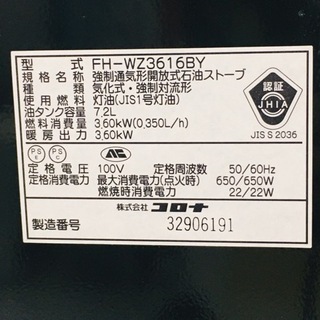 型 式 FH-WZ3616BY
規格名称 強制通気形開放式石油ストーブ
種類 気化式・強制対流形
使用燃料 灯油(JIS1号灯油)
油タンク容量 7.2L
燃料消費量 3.60kW(0.350L/h)
暖房出力 3.60kW
認証
JHIA
JIS S 2036
PS E PS E
定格電圧 100V 定格周波数 50/60Hz
定格消費電力 最大消費電力(点火時) 650/650W
燃焼時消費電力 22/22W
株式会社 コロナ
製造番号 32906191